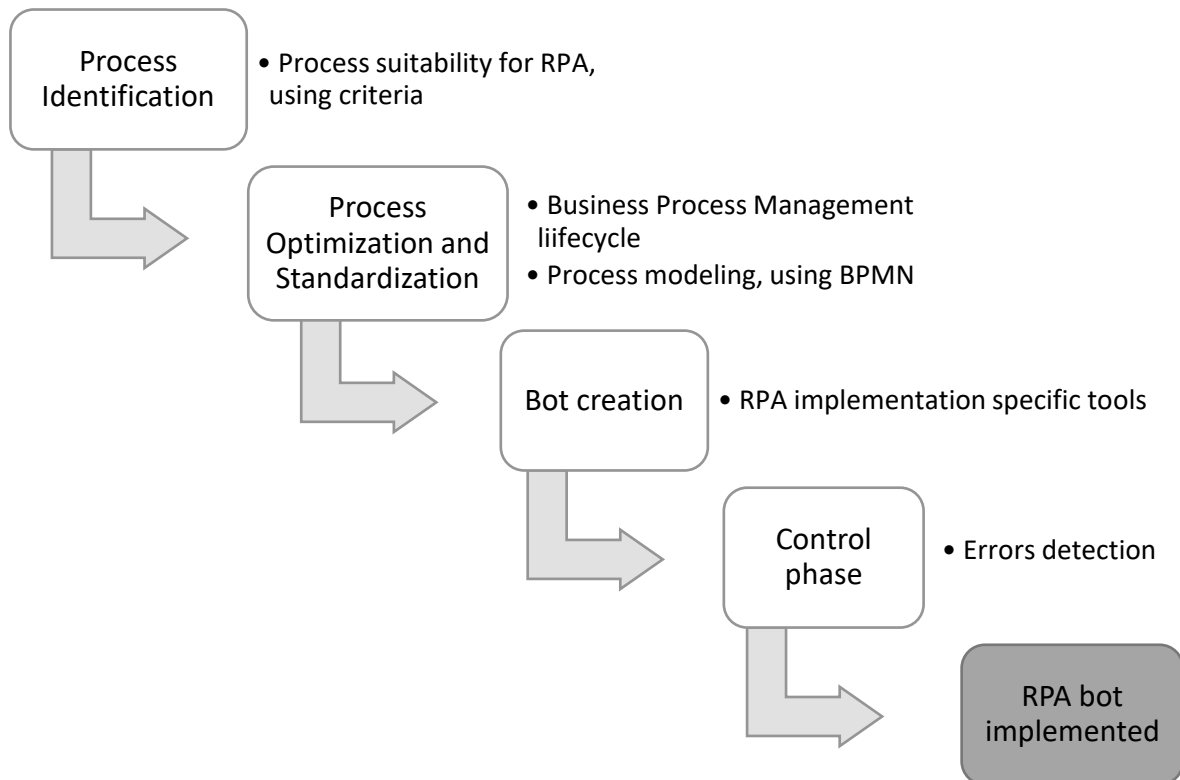 Process
Identification
• Process suitability for RPA,
using criteria
Process
Optimization and
Standardization
• Business Process Management
liifecycle
• Process modeling, using BPMN
Bot creation
• RPA implementation specific tools
Control
phase
• Errors detection
RPA bot
implemented